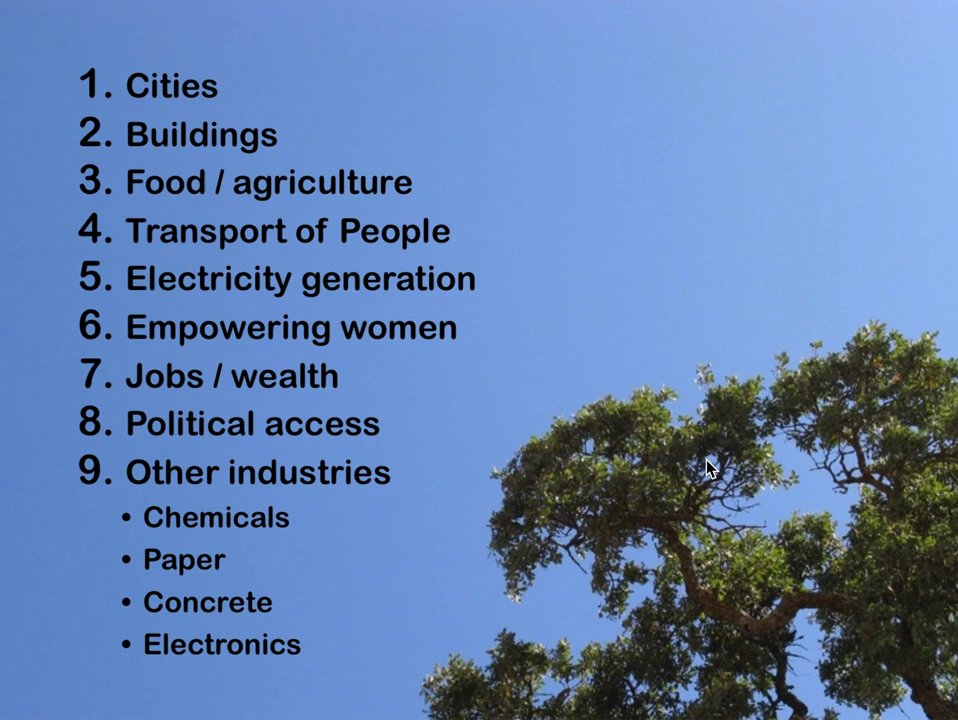 1. Cities
2. Buildings
3. Food / agriculture
4. Transport of People
5. Electricity generation
6. Empowering women
7. Jobs / wealth
8. Political access
9. Other industries
• Chemicals
• Paper
• Concrete
• Electronics